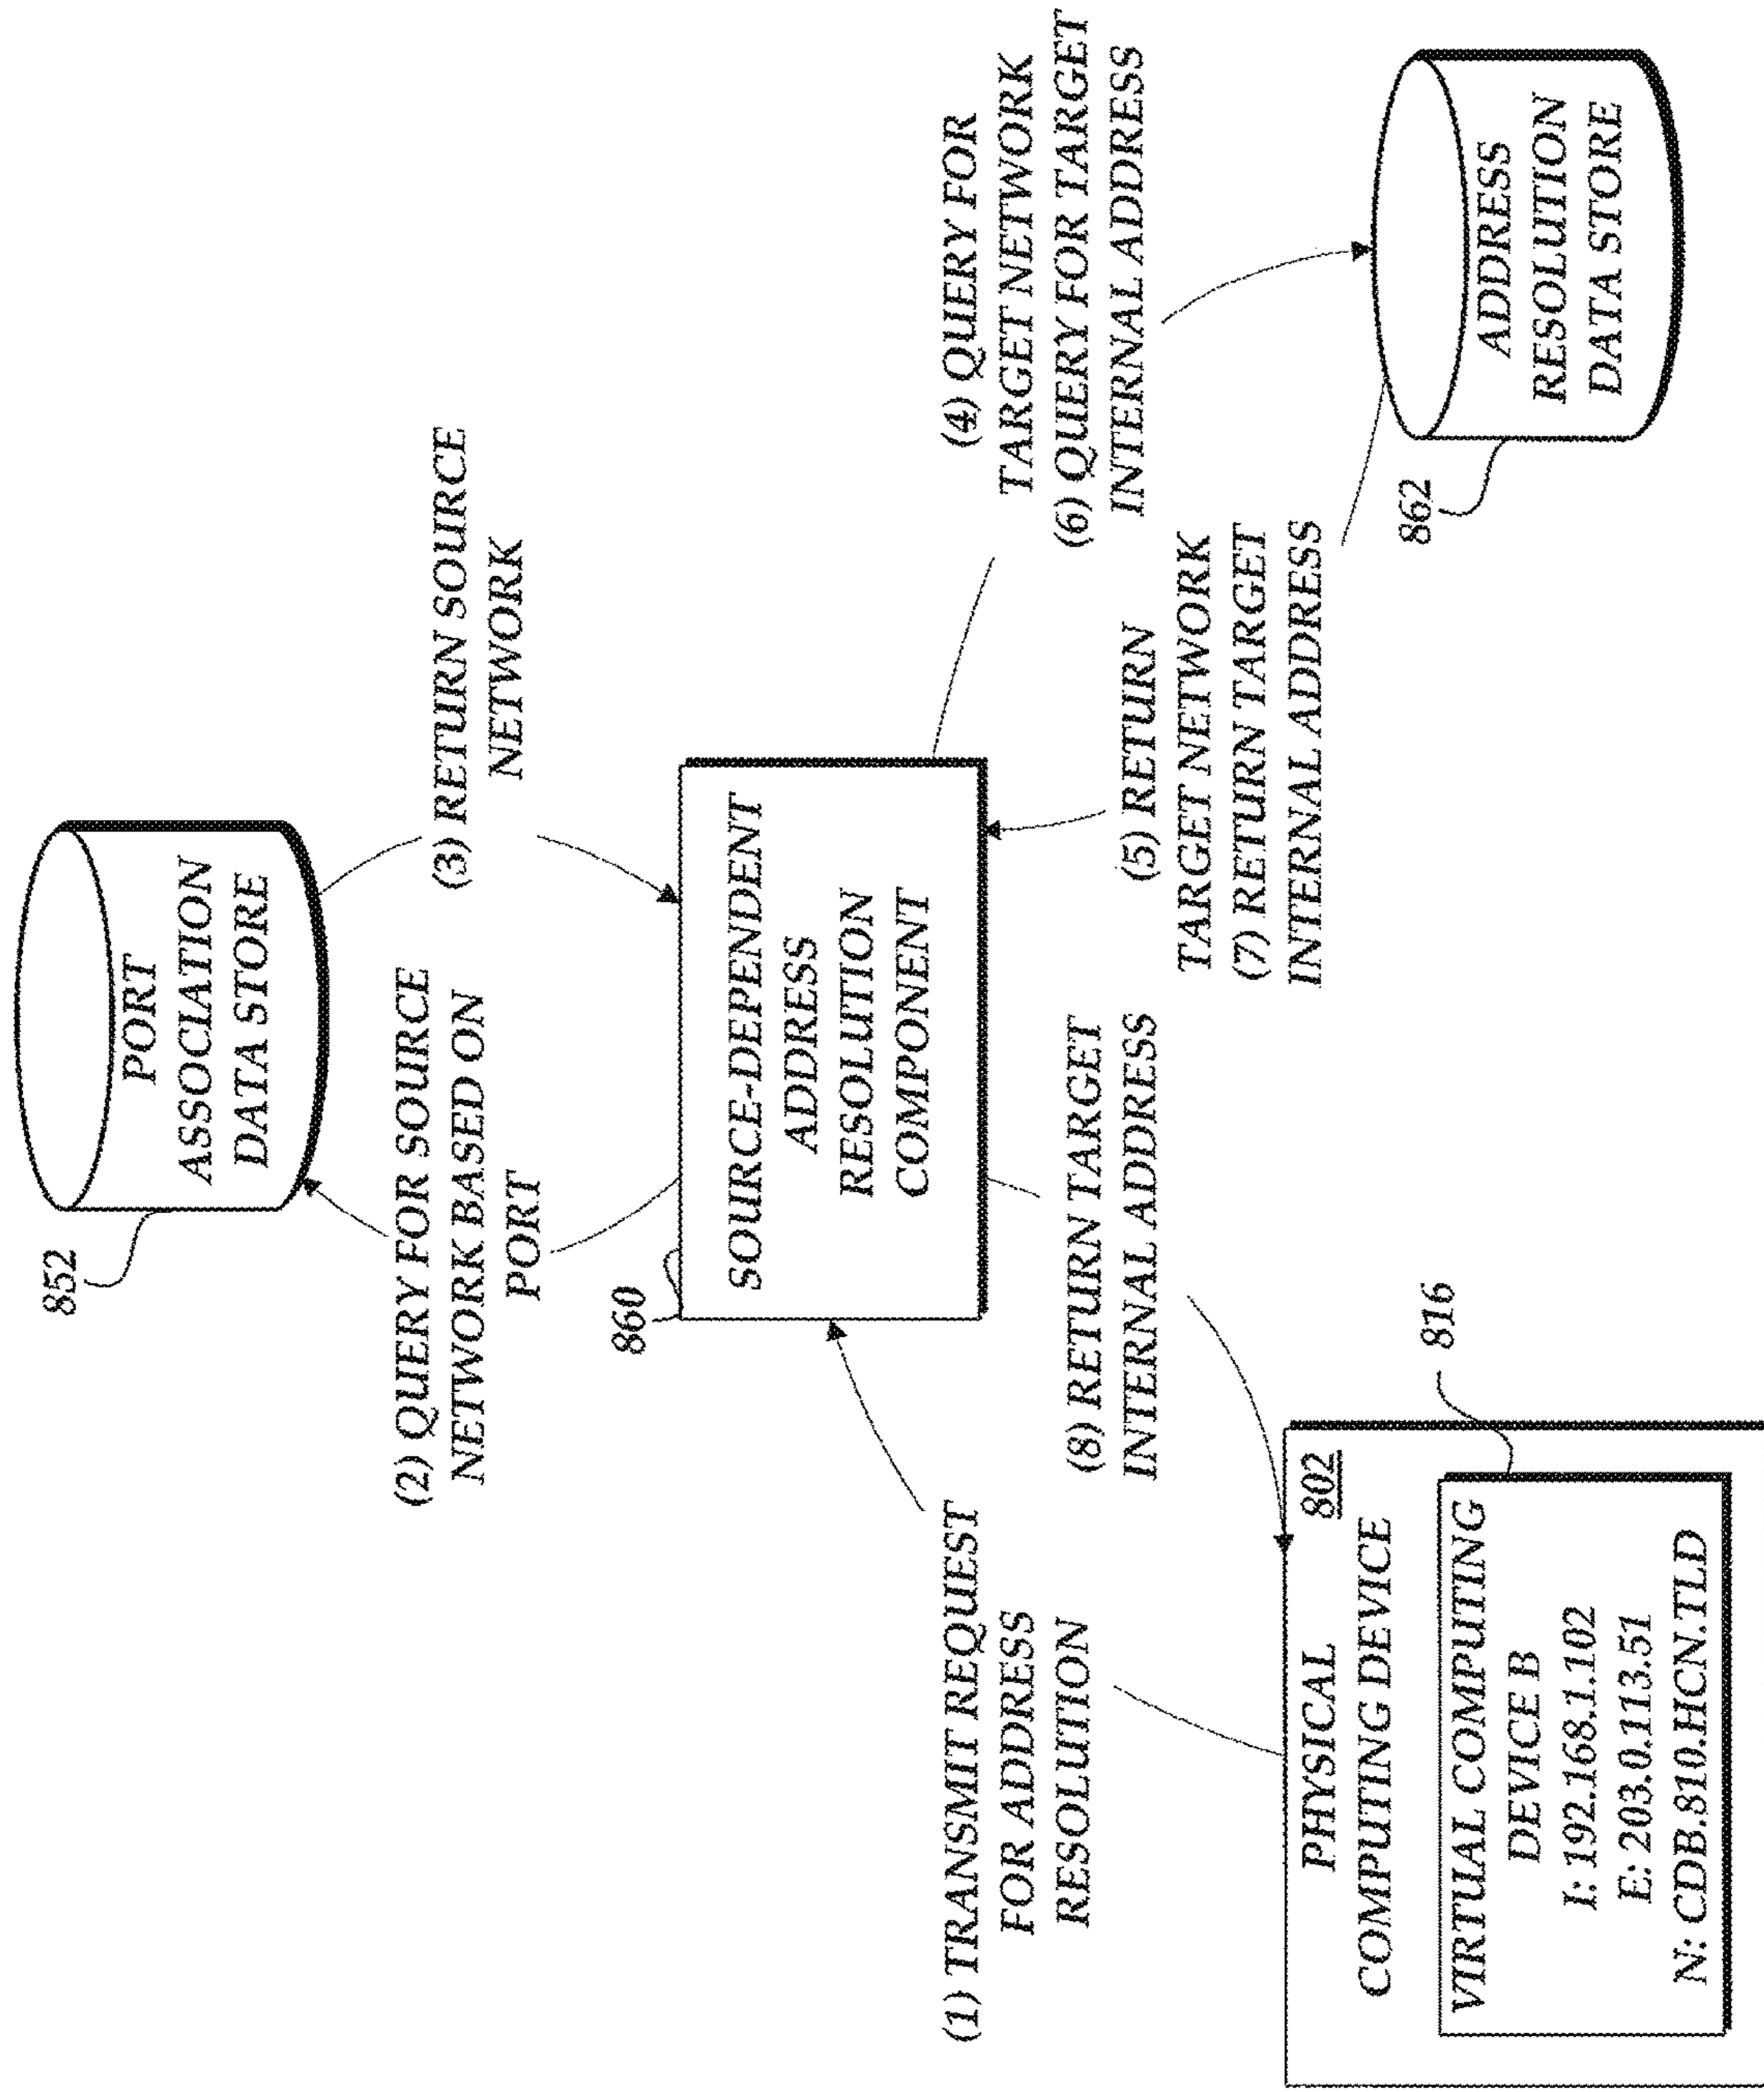 852
PORT
ASSOCIATION
DATA STORE
(2) QUERY FOR SOURCE
NETWORK BASED ON
PORT
(3) RETURN SOURCE
NETWORK
860
SOURCE-DEPENDENT
ADDRESS
RESOLUTION
COMPONENT
(1) TRANSMIT REQUEST
FOR ADDRESS
RESOLUTION
(4) QUERY FOR
TARGET NETWORK
(6) QUERY FOR TARGET
INTERNAL ADDRESS
(8) RETURN TARGET
INTERNAL ADDRESS
(5) RETURN
TARGET NETWORK
(7) RETURN TARGET
INTERNAL ADDRESS
PHYSICAL
COMPUTING DEVICE
802
816
VIRTUAL COMPUTING
DEVICE B
I: 192.168.1.102
E: 203.0.113.51
N: CDB.810.HCN.TLD
862
ADDRESS
RESOLUTION
DATA STORE